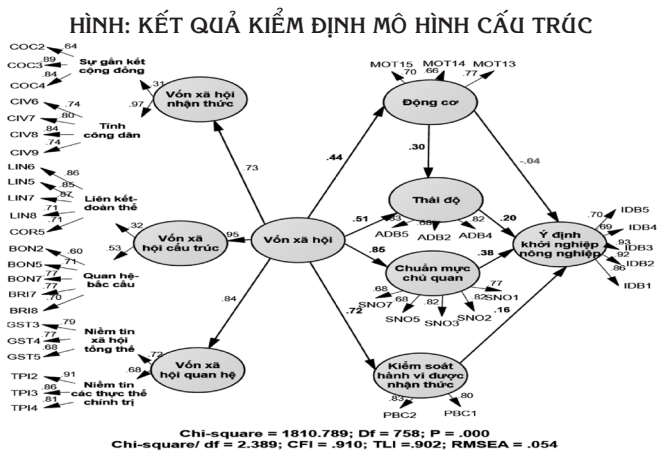 HÌNH: KẾT QUẢ KIỂM ĐỊNH MÔ HÌNH CẤU TRÚC
COC2
.64
COC3
.89
COC4
.84
Sự gắn kết
cộng đồng
.31
CIV6
.74
CIV7
.80
CIV8
.84
CIV9
.74
Tính
công dân
.97
Vốn xã hội
nhận thức
.73
LIN6
.86
LIN5
.85
LIN7
.87
LIN8
.71
COR5
.71
Liên kết-
đoàn thể
.32
BON2
.60
BON5
.71
BON7
.77
BRI7
.77
BRI8
.70
Quan hệ-
bắc cầu
.53
Vốn xã
hội cấu trúc
.95
GST3
.79
GST4
.77
GST5
.68
Niềm tin
xã hội
tổng thể
.72
TPI2
.91
TPI3
.86
TPI4
.81
Niềm tin
các thực thể
chính trị
.68
Vốn xã
hội quan hệ
.84
Vốn xã hội
.44
.51
.85
.72
MOT15
.70
MOT14
.66
MOT13
.77
Động cơ
.30
-.04
Thái độ
ADB5
ADB2
ADB4
.82
.20
Chuẩn mực
chủ quan
.38
SNO7
.68
SNO5
.68
SNO3
.82
SNO2
.82
SNO1
.77
Kiểm soát
hành vi được
nhận thức
.16
PBC2
.83
PBC1
.80
Ý định
khởi nghiệp
nông nghiệp
IDB5
.70
IDB4
.69
IDB3
.93
IDB2
.92
IDB1
.86
Chi-square = 1810.789; Df = 758; P = .000
Chi-square/ df = 2.389; CFI = .910; TLI =.902; RMSEA = .054